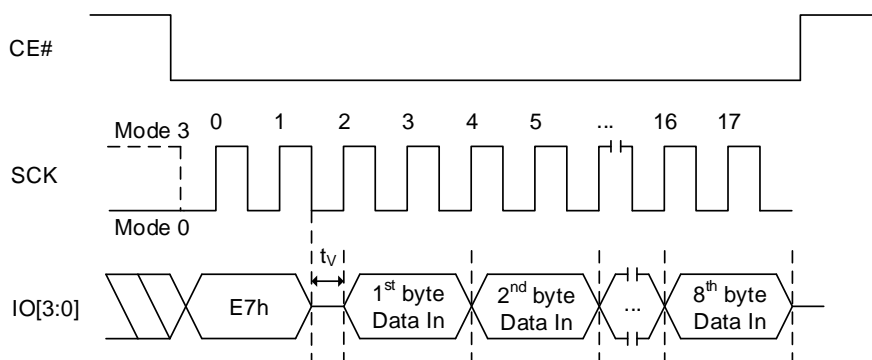 CE#
0 1 2 3 4 5 ... 16 17
Mode 3
SCK
Mode 0
tV
IO[3:0]
E7h
1st byte
Data In
2nd byte
Data In
...
8th byte
Data In